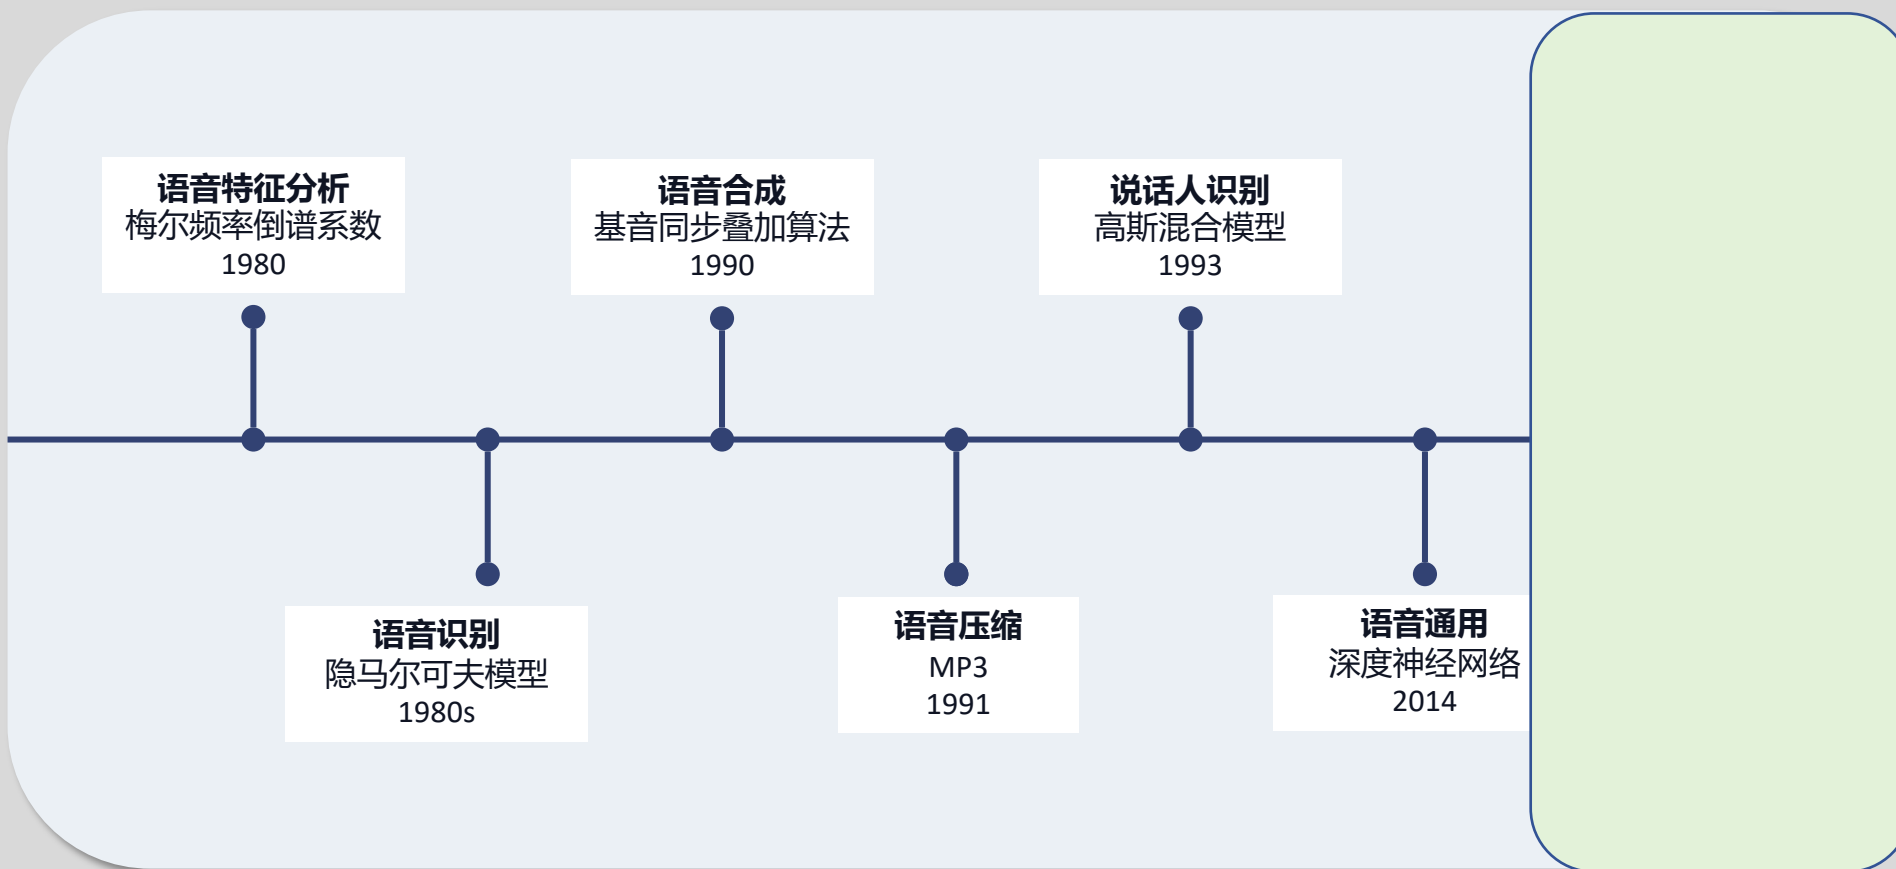 语音特征分析
梅尔频率倒谱系数
1980
语音合成
基音同步叠加算法
1990
说话人识别
高斯混合模型
1993
语音识别
隐马尔可夫模型
1980s
语音压缩
MP3
1991
语音通用
深度神经网络
2014